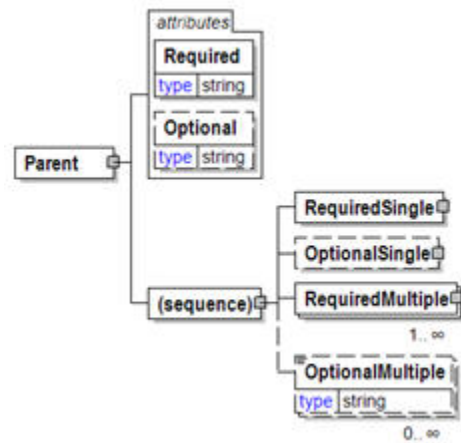 attributes
Required
type string
Optional
type string
Parent
RequiredSingle
OptionalSingle
(sequence)
RequiredMultiple
1.. ∞
OptionalMultiple
type string
0.. ∞